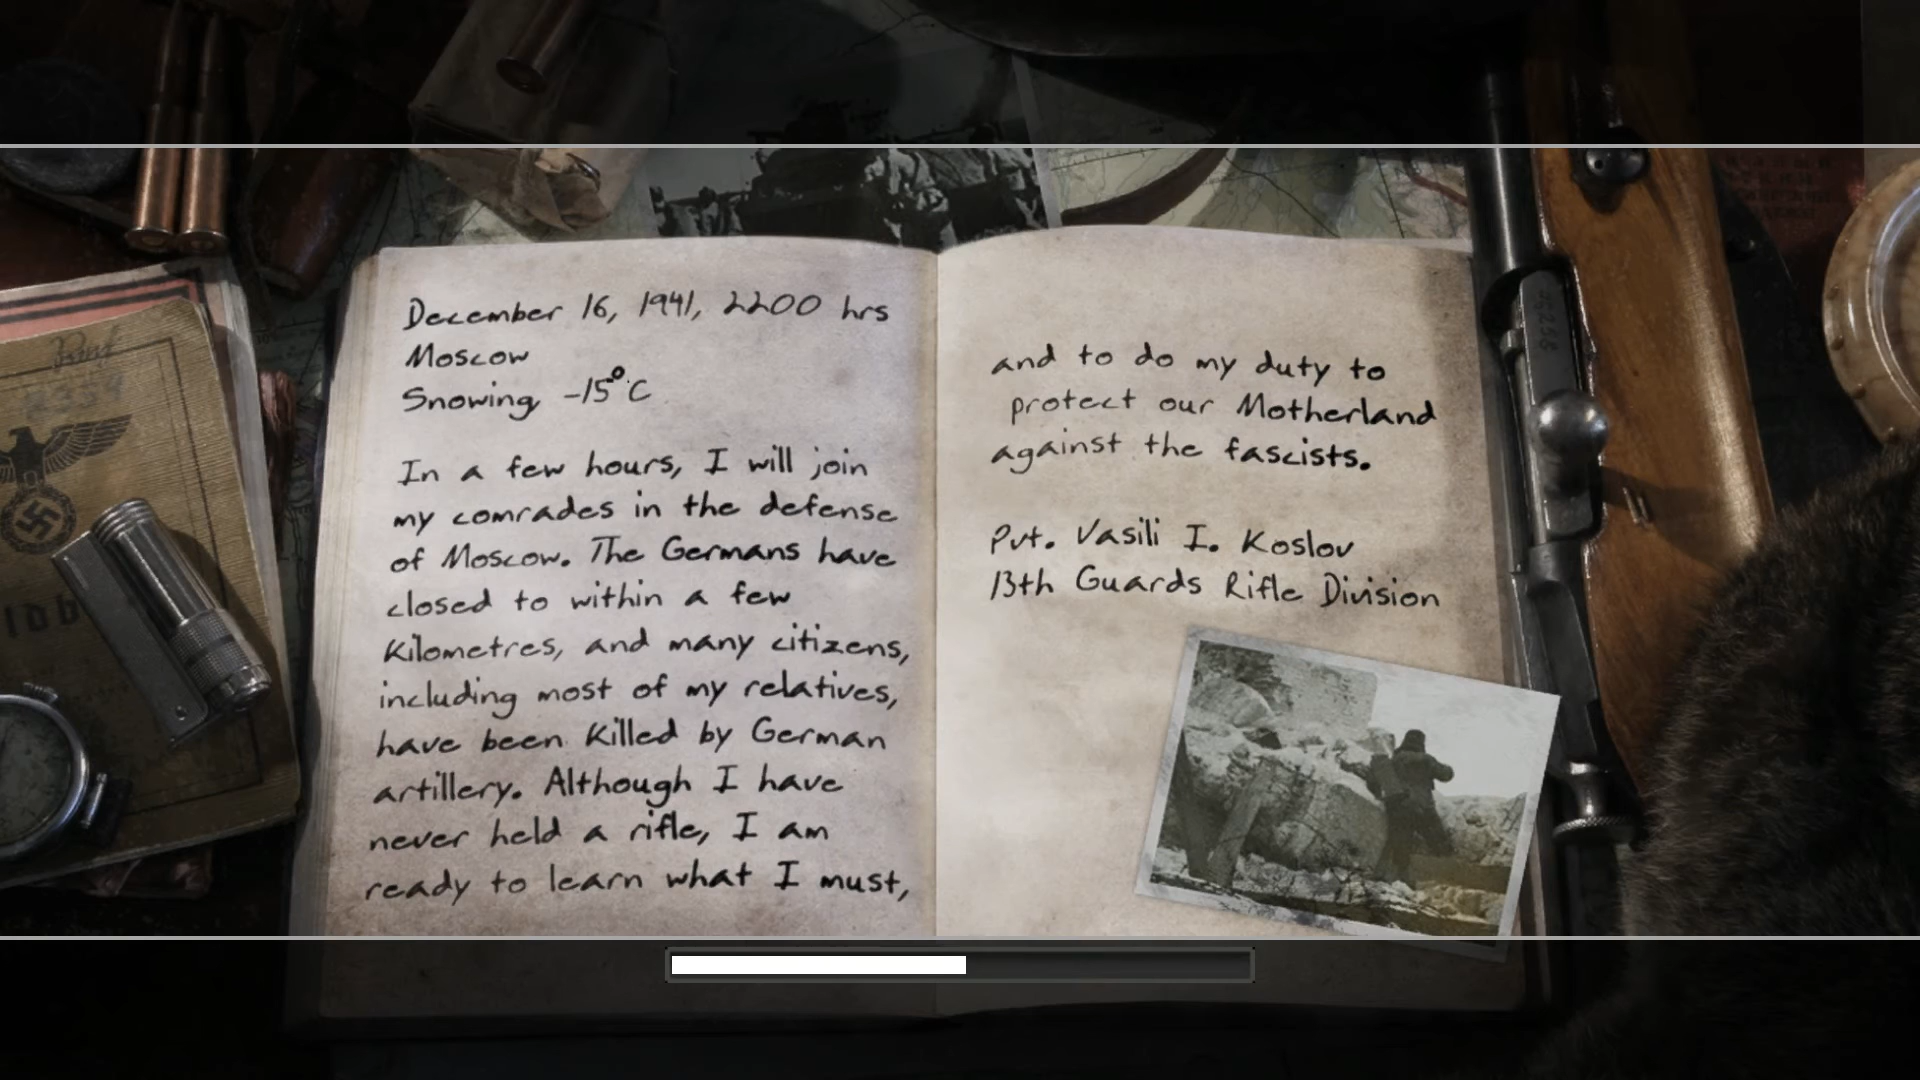 December 16, 1941, 2200 hrs
Moscow
Snowing -15°C
In a few hours, I will join
my comrades in the defense
of Moscow. The Germans have
closed to within a few
kilometres, and many citizens,
including most of my relatives,
have been killed by German
artillery. Although I have
never held a rifle, I am
ready to learn what I must,
and to do my duty to
protect our Motherland
against the fascists.
Pvt. Vasili I. Koslov
13th Guards Rifle Division